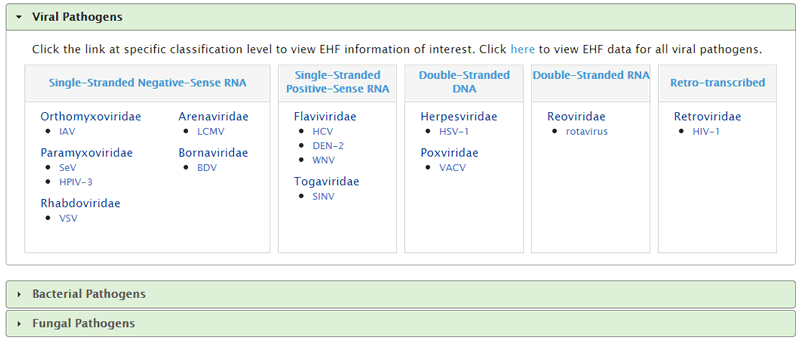 Viral Pathogens
Click the link at specific classification level to view EHF information of interest. Click here to view EHF data for all viral pathogens.
Single-Stranded Negative-Sense RNA
Orthomyxoviridae
IAV
Paramyxoviridae
SeV
HPIV-3
Rhabdoviridae
VSV
Arenaviridae
LCMV
Bornaviridae
BDV
Single-Stranded
Positive-Sense RNA
Flaviviridae
HCV
DEN-2
WNV
Togaviridae
SINV
Double-Stranded
DNA
Herpesviridae
HSV-1
Poxviridae
VACV
Double-Stranded RNA
Reoviridae
rotavirus
Retro-transcribed
Retroviridae
HIV-1
Bacterial Pathogens
Fungal Pathogens